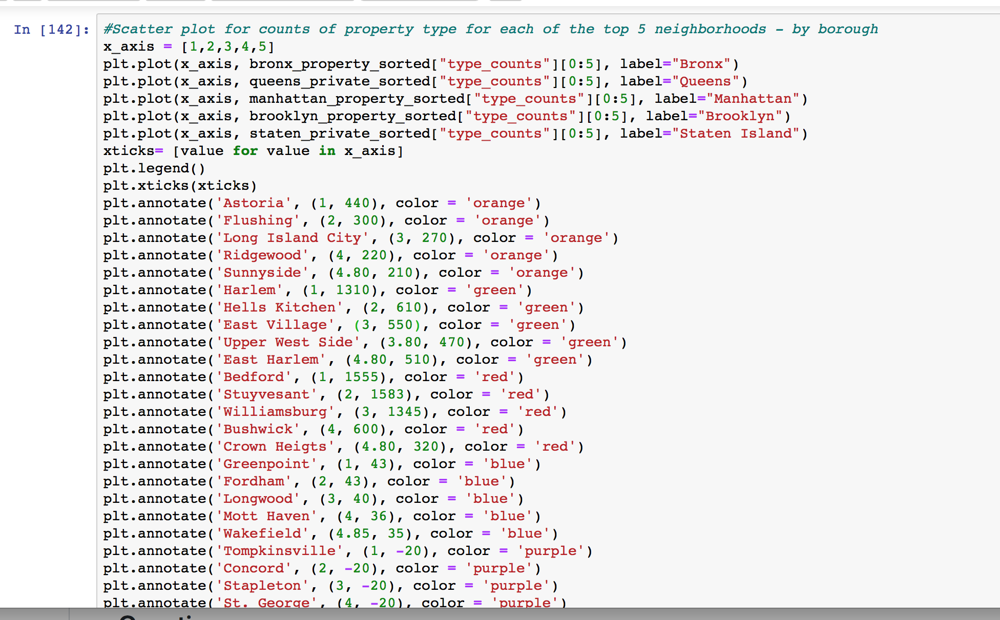 In [142]:
#Scatter plot for counts of property type for each of the top 5 neighborhoods - by borough
x_axis = [1,2,3,4,5]
plt.plot(x_axis, bronx_property_sorted["type_counts"][0:5], label="Bronx")
plt.plot(x_axis, queens_private_sorted["type_counts"][0:5], label="Queens")
plt.plot(x_axis, manhattan_property_sorted["type_counts"][0:5], label="Manhattan")
plt.plot(x_axis, brooklyn_property_sorted["type_counts"][0:5], label="Brooklyn")
plt.plot(x_axis, staten_private_sorted["type_counts"][0:5], label="Staten Island")
xticks= [value for value in x_axis]
plt.legend()
plt.xticks(xticks)
plt.annotate('Astoria', (1, 440), color = 'orange')
plt.annotate('Flushing', (2, 300), color = 'orange')
plt.annotate('Long Island City', (3, 270), color = 'orange')
plt.annotate('Ridgewood', (4, 220), color = 'orange')
plt.annotate('Sunnyside', (4.80, 210), color = 'orange')
plt.annotate('Harlem', (1, 1310), color = 'green')
plt.annotate('Hells Kitchen', (2, 610), color = 'green')
plt.annotate('East Village', (3, 550), color = 'green')
plt.annotate('Upper West Side', (3.80, 470), color = 'green')
plt.annotate('East Harlem', (4.80, 510), color = 'green')
plt.annotate('Bedford', (1, 1555), color = 'red')
plt.annotate('Stuyvesant', (2, 1583), color = 'red')
plt.annotate('Williamsburg', (3, 1345), color = 'red')
plt.annotate('Bushwick', (4, 600), color = 'red')
plt.annotate('Crown Heigts', (4.80, 320), color = 'red')
plt.annotate('Greenpoint', (1, 43), color = 'blue')
plt.annotate('Fordham', (2, 43), color = 'blue')
plt.annotate('Longwood', (3, 40), color = 'blue')
plt.annotate('Mott Haven', (4, 36), color = 'blue')
plt.annotate('Wakefield', (4.85, 35), color = 'blue')
plt.annotate('Tompkinsville', (1, -20), color = 'purple')
plt.annotate('Concord', (2, -20), color = 'purple')
plt.annotate('Stapleton', (3, -20), color = 'purple')
plt.annotate('St. George', (4, -20), color = 'purple')